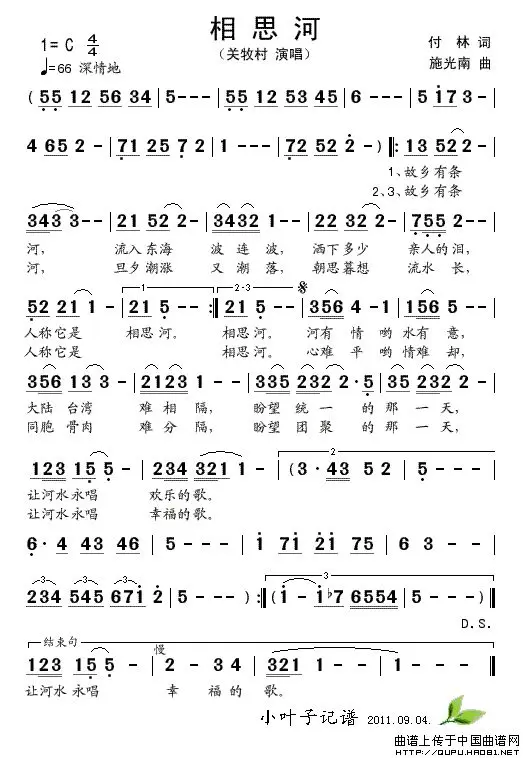 相思河
（关牧村 演唱）
1=C 4/4
♩=66 深情地
付 林 词
施光南 曲
( 55 12 56 34 | 5 - - - | 55 12 52 34 | 6 - - - | 5 17 3 - |
4 65 2 - | 71 25 7 2 | 1 - - - | 72 52 2 - ) ‖: 13 52 2 - |
1、故乡有条
2、3、故乡有条
343 3 - - | 21 52 2 - | 3432 1 - - | 22 32 2 - | 755 5 2 - |
河， 流入东海 波连波， 洒下多少 亲人的泪，
河， 旦夕潮涨 又潮落， 朝思暮想 流水长，
1 2·3 𝄋
52 21 1 - | 21 5 - - :‖ 21 5 - - | 356 4 - 1 | 156 5 - - |
人称它是 相思河。 相思河。 河有情哟水有意，
人称它是 相思河。 心难平哟情难却，
356 13 3 - | 2123 1 - - | 335 232 2·5 | 35 232 2 - |
大陆台湾 难相隔， 盼望统一的那一天，
同胞骨肉 难分隔， 盼望团聚的那一天，
2
123 15 5 - | 234 321 1 - | (3·43 5 2 | 5 - - - |
让河水永唱 欢乐的歌。
让河水永唱 幸福的歌。
6·4 43 46 | 5 - - - | 1 71 21 75 |
3 3 3 3
234 545 671 2 | 5 - - - ) :‖ ( 1 - 1 ♭7 6554 | 5 - - - ) ‖
D.S.
结束句 慢
123 15 5 - | 2 - 3 4 | 321 1 - - | 1 - - - ‖
让河水永唱 幸福的歌。
小叶子记谱 2011.09.04.
曲谱上传于中国曲谱网
http://www.QUPU.HAO81.NET